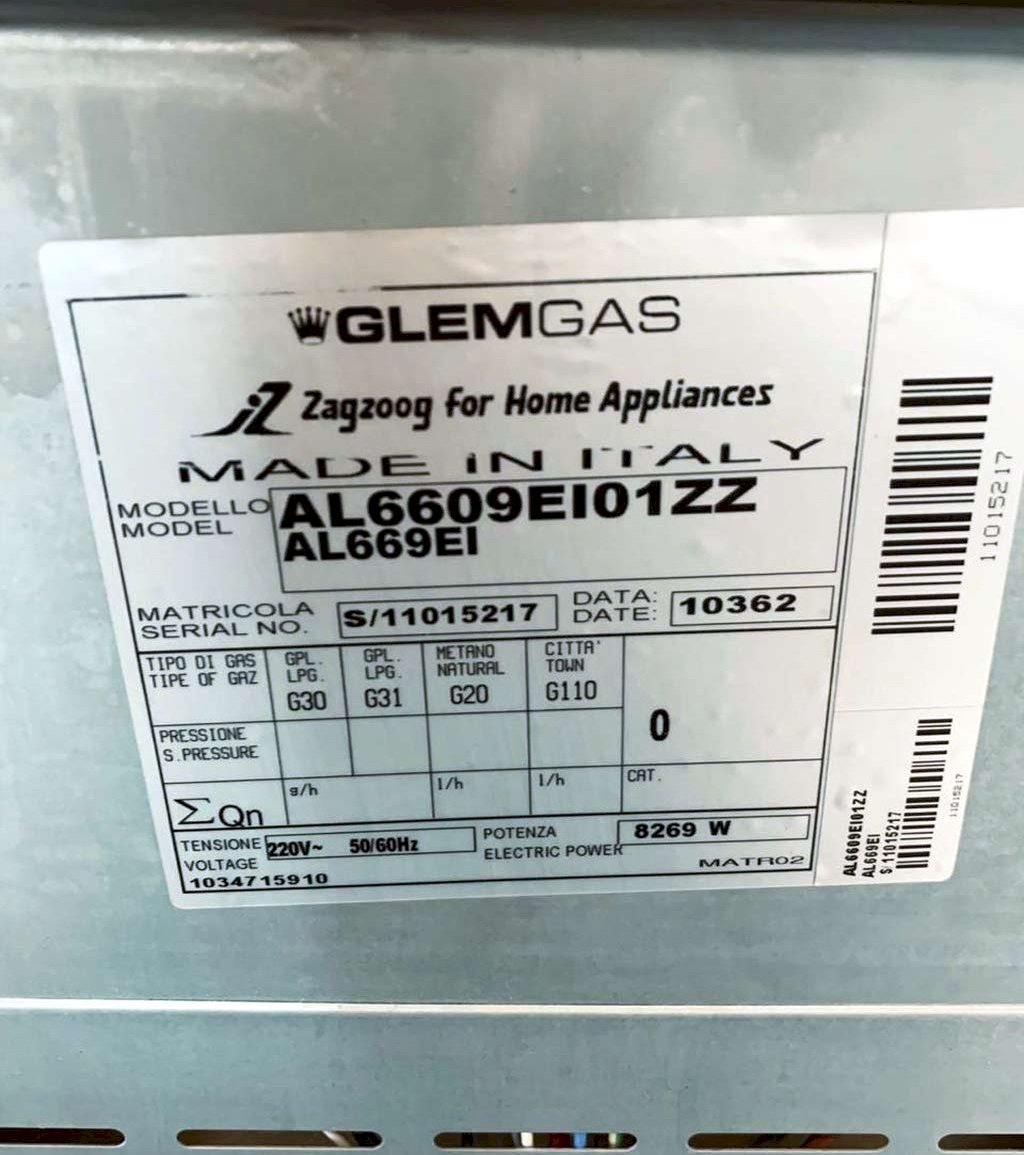 GLEMGAS
Zagzoog for Home Appliances
MADE IN ITALY
MODELLO
MODEL
AL6609EI01ZZ
AL669EI
MATRICOLA
SERIAL NO.
S/11015217
DATA:
DATE:
10362
TIPO DI GAS
TIPE OF GAZ
GPL.
LPG.
G30
GPL.
LPG.
G31
METANO
NATURAL
G20
CITTA'
TOWN
G110
PRESSIONE
S.PRESSURE
0
ΣQn
g/h
l/h
l/h
CAT.
TENSIONE
VOLTAGE
220V~ 50/60Hz
POTENZA
ELECTRIC POWER
8269 W
1034715910
MATR02
11015217
AL6609EI01ZZ
AL669EI
S/11015217
11015217